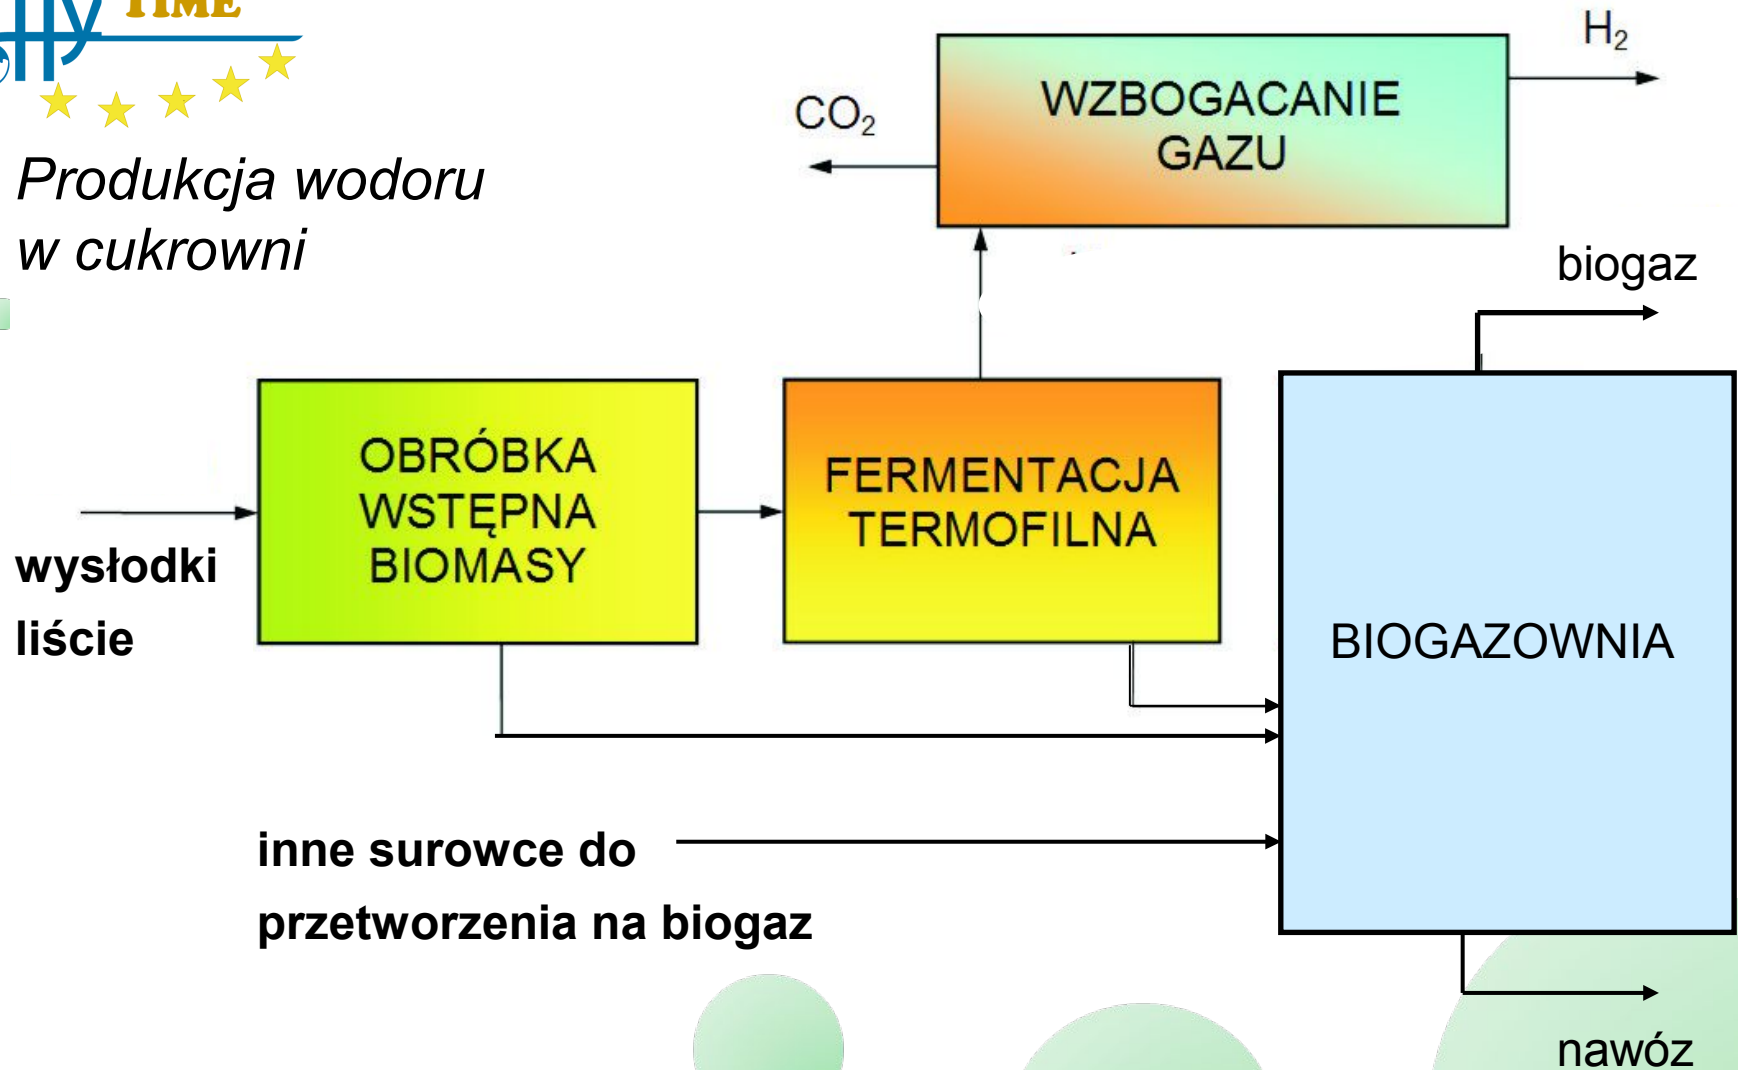 TIME
Produkcja wodoru
w cukrowni
H₂
WZBOGACANIE
GAZU
CO₂
biogaz
OBRÓBKA
WSTĘPNA
BIOMASY
FERMENTACJA
TERMOFILNA
wysłodki
liście
BIOGAZOWNIA
inne surowce do
przetworzenia na biogaz
nawóz